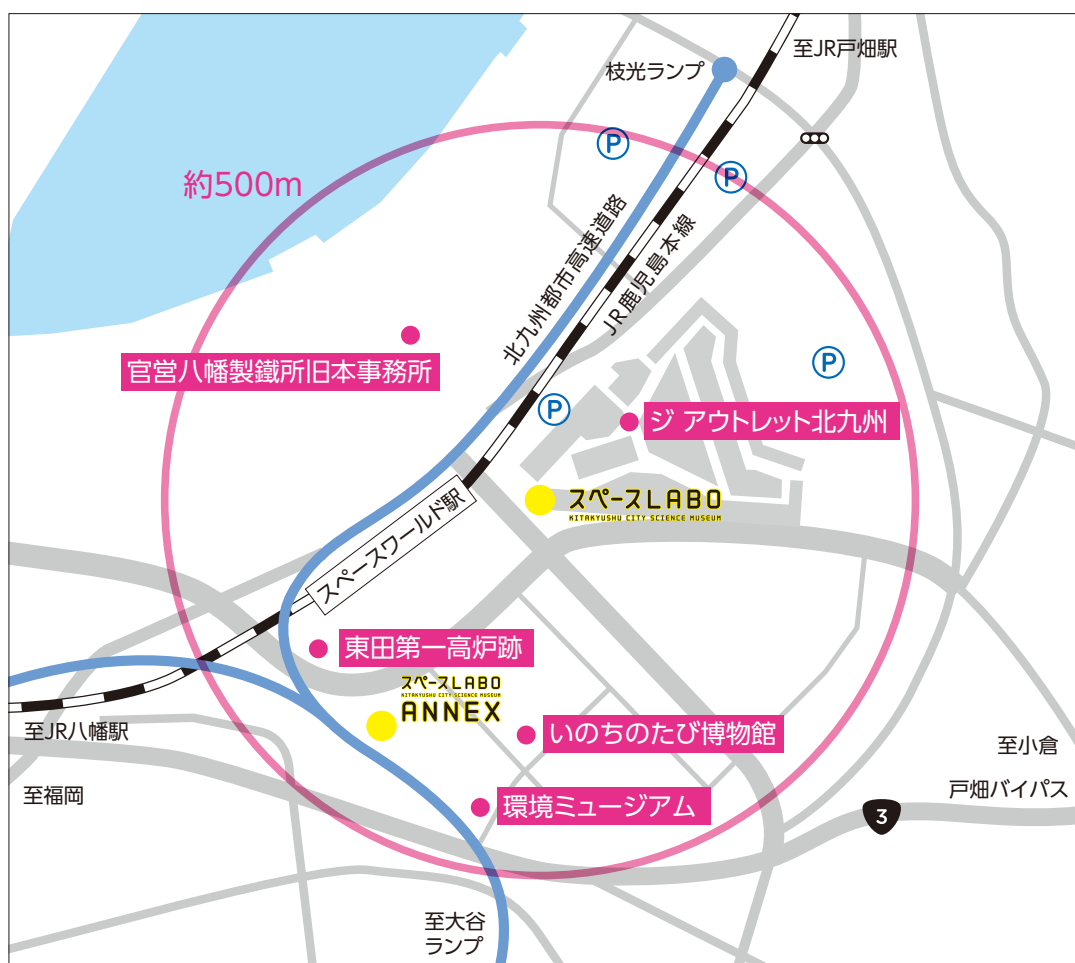 至JR戸畑駅
枝光ランプ
P
P
約500m
北九州都市高速道路
JR鹿児島本線
官営八幡製鐵所旧本事務所
P
P
ジ アウトレット北九州
スペースLABO
KITAKYUSHU CITY SCIENCE MUSEUM
スペースワールド駅
東田第一高炉跡
スペースLABO
KITAKYUSHU CITY SCIENCE MUSEUM
ANNEX
至JR八幡駅
いのちのたび博物館
至小倉
至福岡
戸畑バイパス
環境ミュージアム
3
至大谷
ランプ